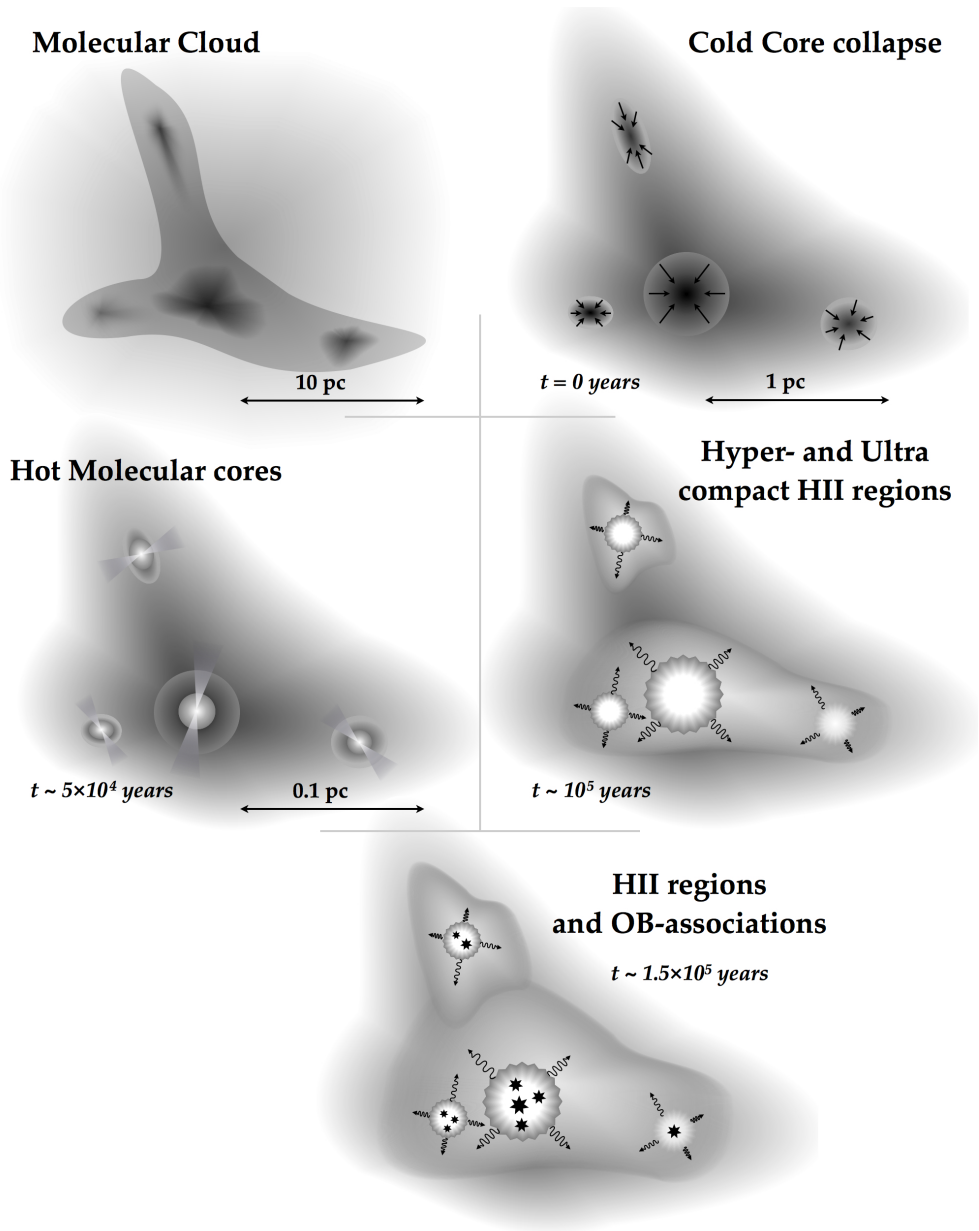 Molecular Cloud
10 pc
Cold Core collapse
t = 0 years
1 pc
Hot Molecular cores
t ~ 5×10⁴ years
0.1 pc
Hyper- and Ultra
compact HII regions
t ~ 10⁵ years
HII regions
and OB-associations
t ~ 1.5×10⁵ years